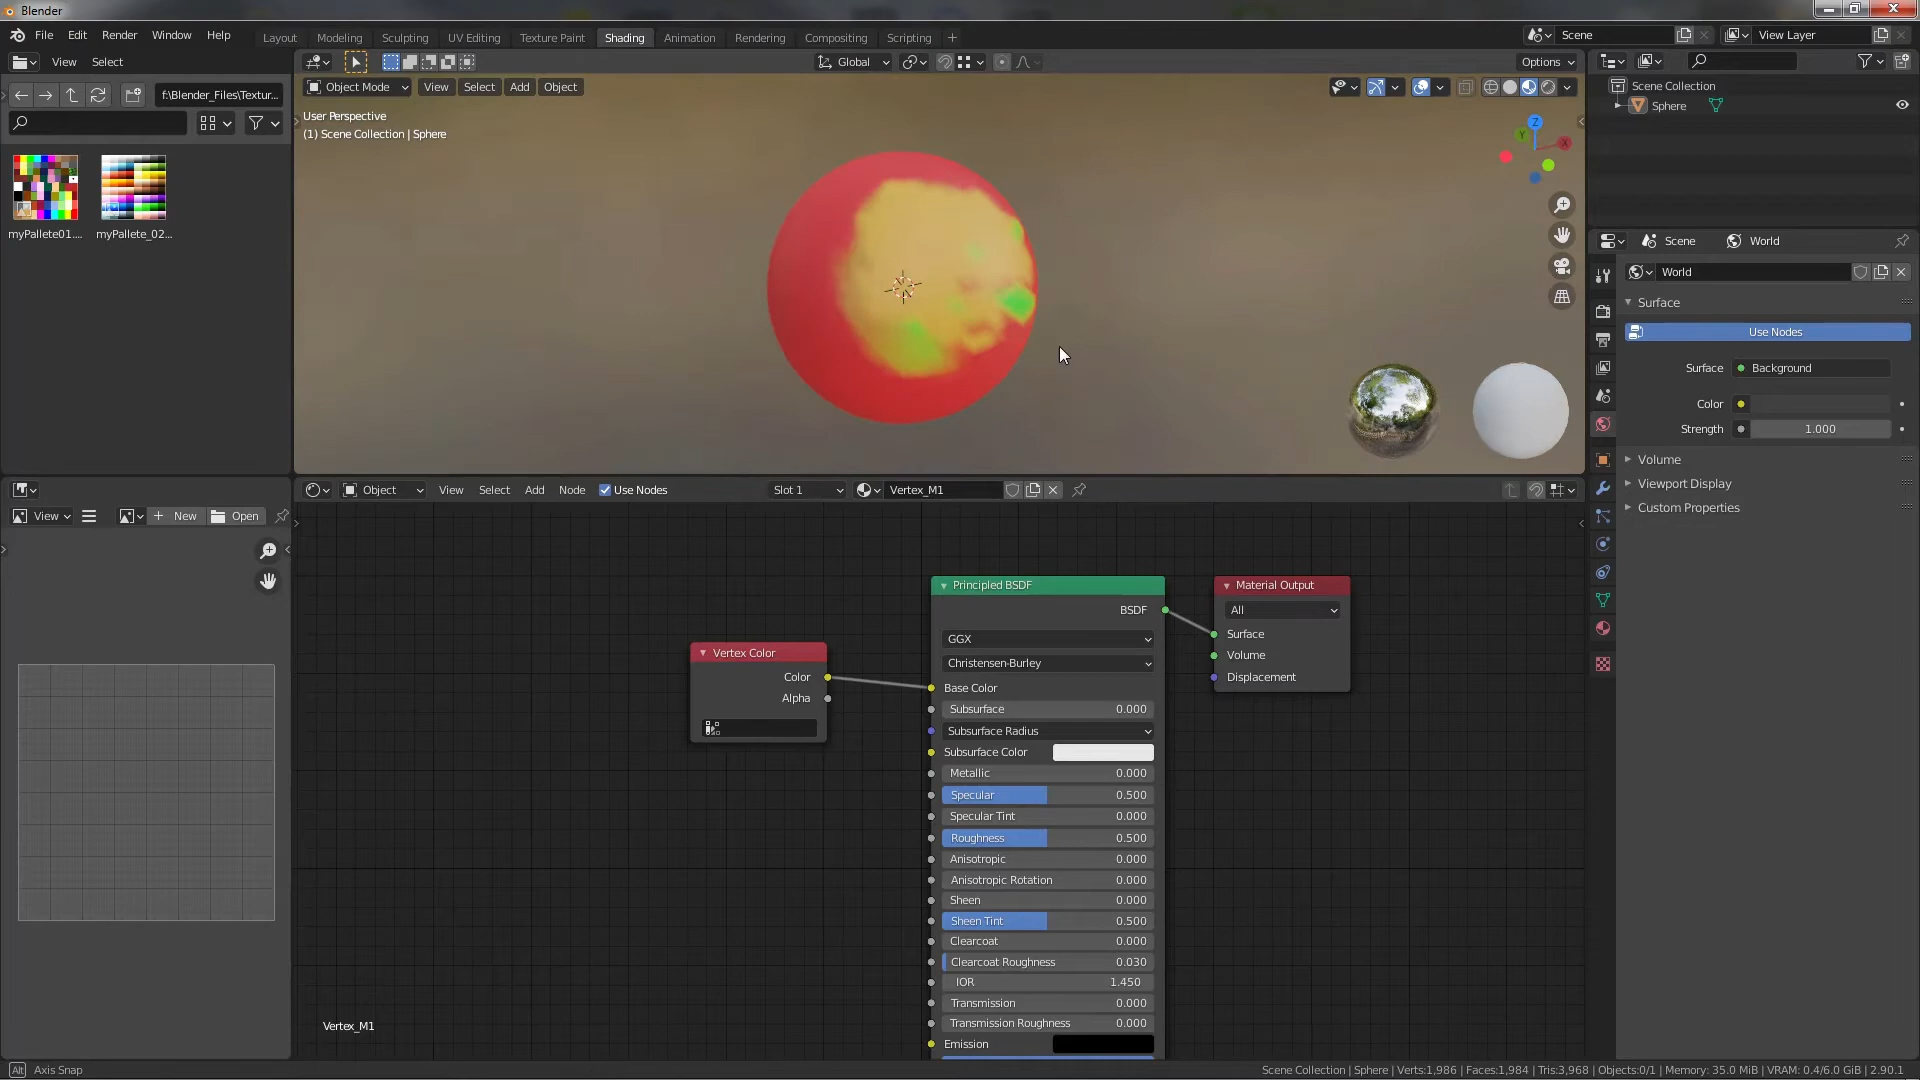 Blender
File Edit Render Window Help
Layout Modeling Sculpting UV Editing Texture Paint Shading Animation Rendering Compositing Scripting +
Scene
View Layer
View Select
Global
Options
f:\Blender_Files\Textur...
Object Mode View Select Add Object
User Perspective
(1) Scene Collection | Sphere
Z
Y
X
myPallete01....
myPallete_02...
Scene Collection
Sphere
Scene World
World
Surface
Use Nodes
Surface Background
Color
Strength 1.000
Volume
Viewport Display
Custom Properties
Object View Select Add Node Use Nodes Slot 1 Vertex_M1
View New Open
Vertex Color
Color
Alpha
Principled BSDF
BSDF
GGX
Christensen-Burley
Base Color
Subsurface 0.000
Subsurface Radius
Subsurface Color
Metallic 0.000
Specular 0.500
Specular Tint 0.000
Roughness 0.500
Anisotropic 0.000
Anisotropic Rotation 0.000
Sheen 0.000
Sheen Tint 0.500
Clearcoat 0.000
Clearcoat Roughness 0.030
IOR 1.450
Transmission 0.000
Transmission Roughness 0.000
Emission
Material Output
All
Surface
Volume
Displacement
Vertex_M1
Alt Axis Snap
Scene Collection | Sphere | Verts:1,986 | Faces:1,984 | Tris:3,968 | Objects:0/1 | Memory: 35.0 MiB | VRAM: 0.4/6.0 GiB | 2.90.1